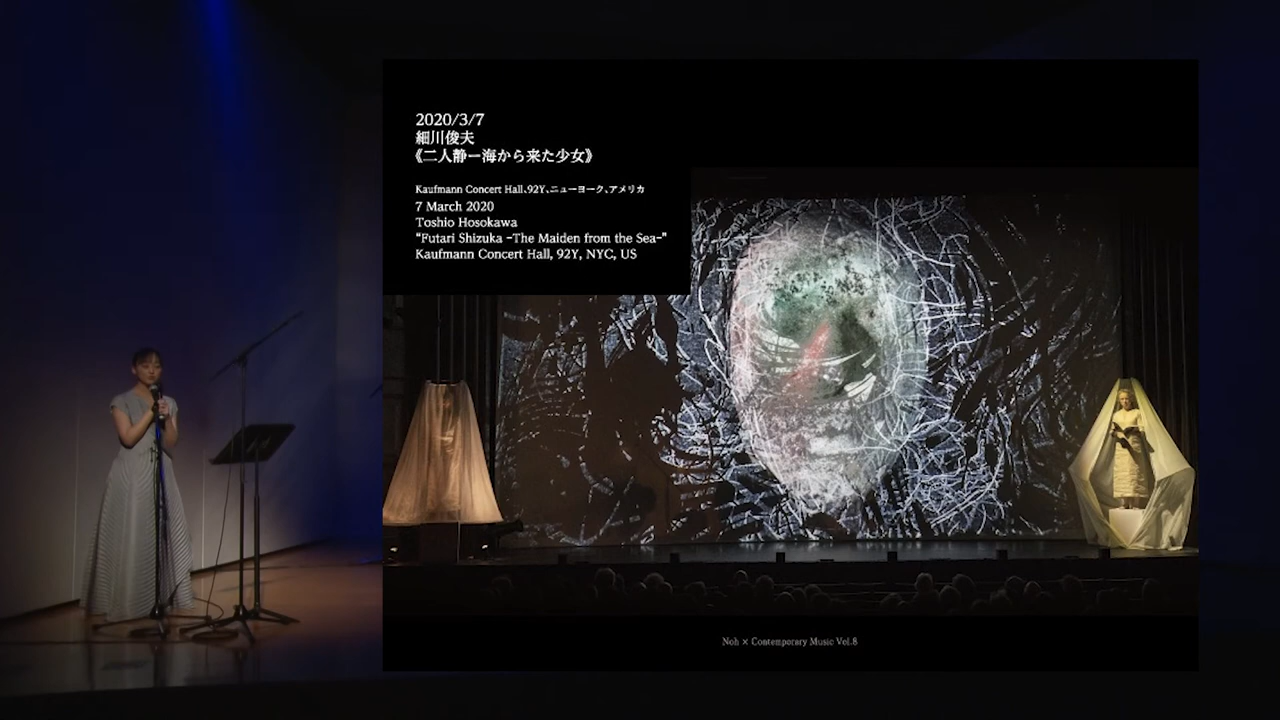 2020/3/7
細川俊夫
《二人静ー海から来た少女》
Kaufmann Concert Hall、92Y、ニューヨーク、アメリカ
7 March 2020
Toshio Hosokawa
“Futari Shizuka -The Maiden from the Sea-”
Kaufmann Concert Hall, 92Y, NYC, US
Noh × Contemporary Music Vol.8